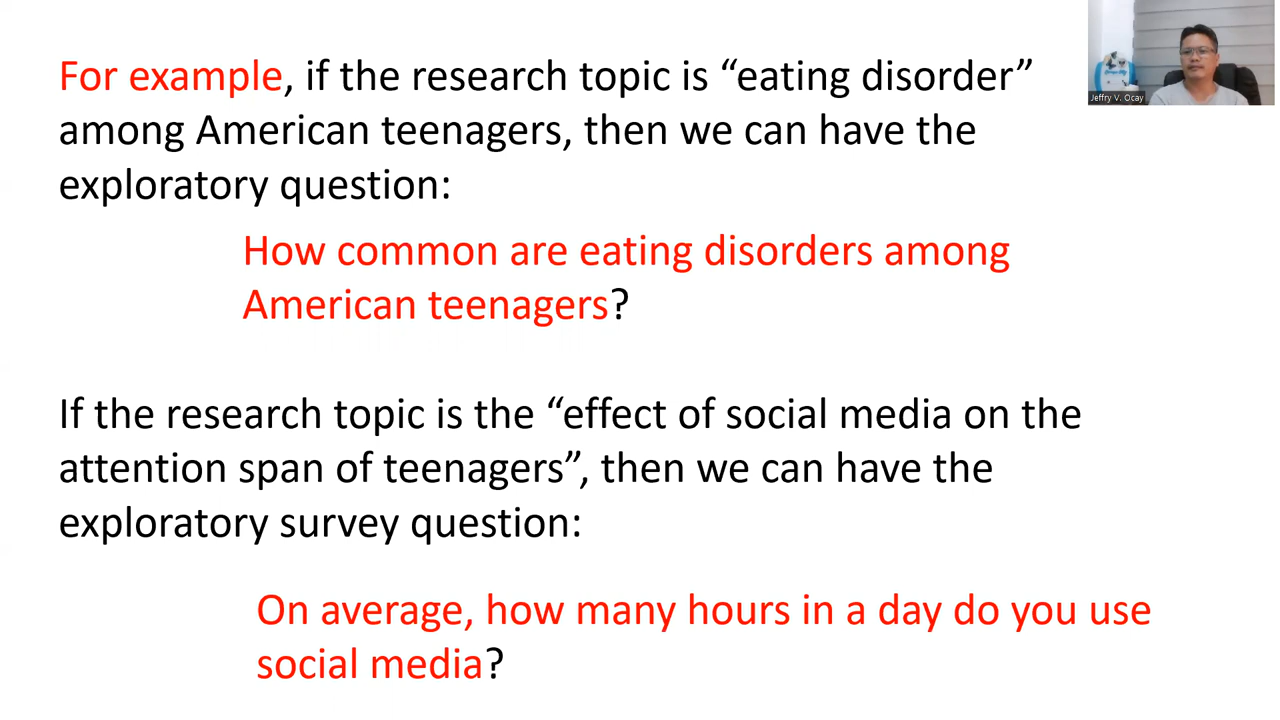 For example, if the research topic is “eating disorder”
among American teenagers, then we can have the
exploratory question:
How common are eating disorders among
American teenagers?
If the research topic is the “effect of social media on the
attention span of teenagers”, then we can have the
exploratory survey question:
On average, how many hours in a day do you use
social media?
Jeffry V. Ocay